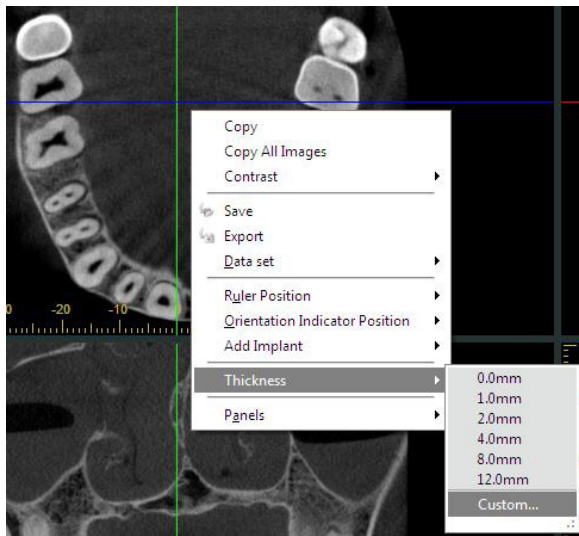 Copy
Copy All Images
Contrast
Save
Export
Data set
Ruler Position
Orientation Indicator Position
Add Implant
Thickness
Panels
0 -20 -10
0.0mm
1.0mm
2.0mm
4.0mm
8.0mm
12.0mm
Custom...